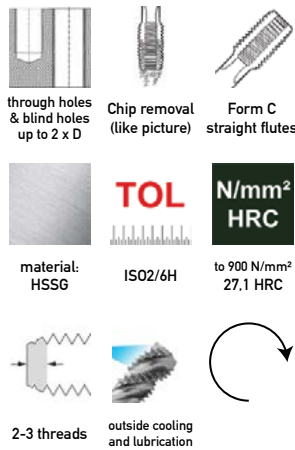 through holes
& blind holes
up to 2 x D
Chip removal
(like picture)
Form C
straight flutes
TOL
N/mm²
HRC
material:
HSSG
ISO2/6H
to 900 N/mm²
27,1 HRC
2-3 threads
outside cooling
and lubrication